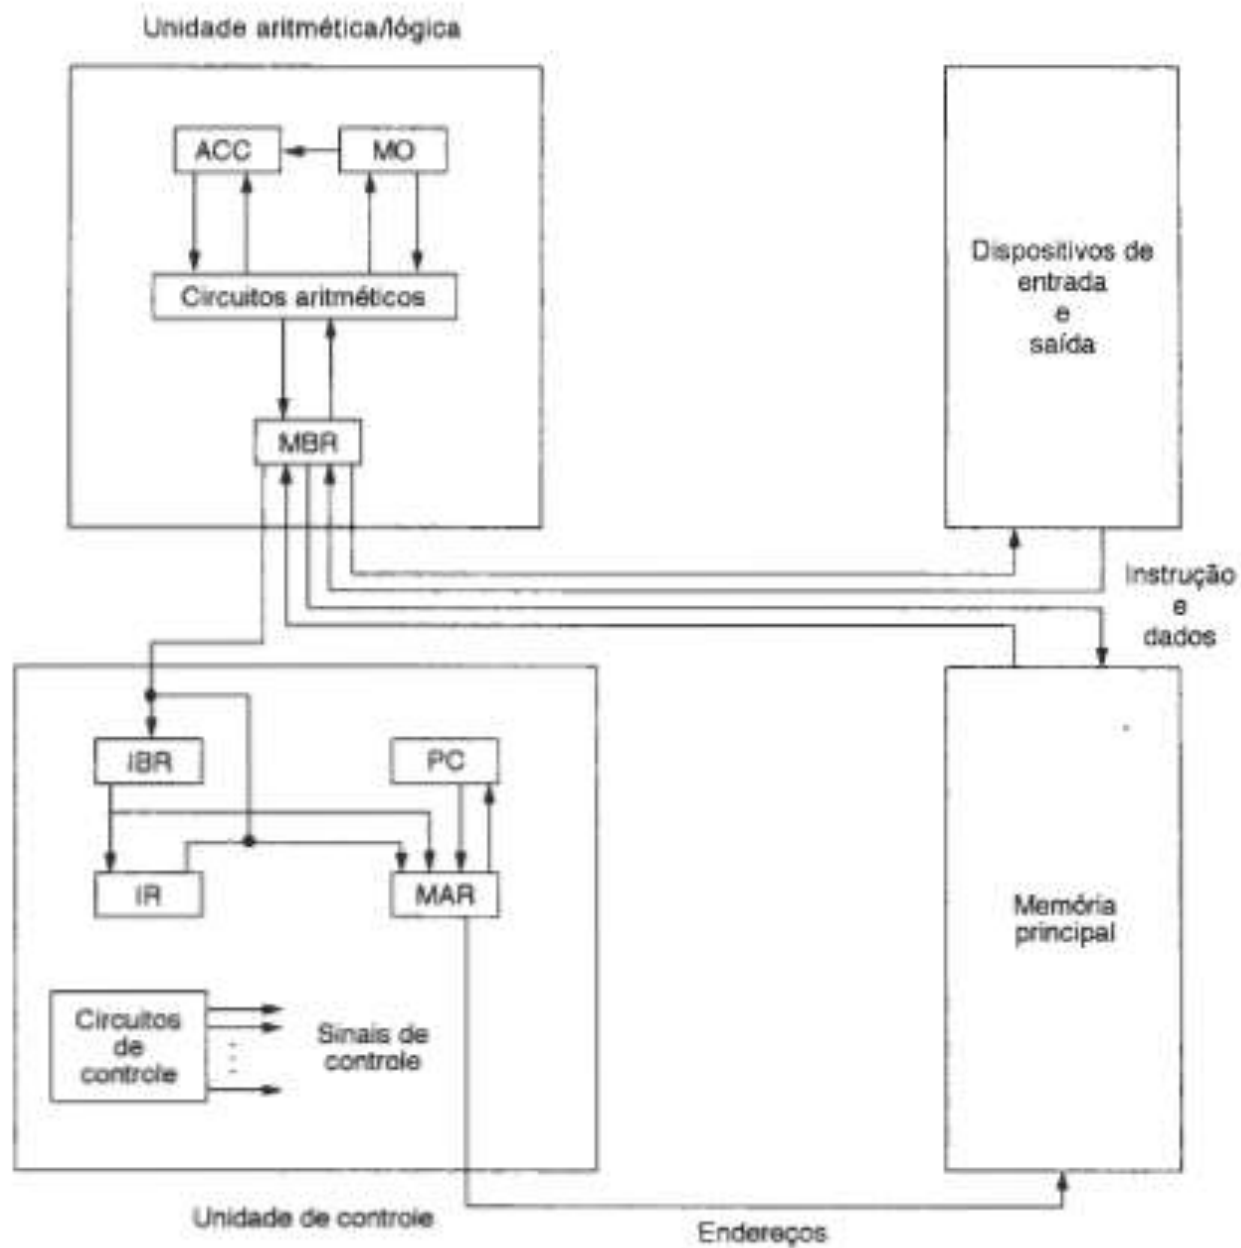 Unidade aritmética/lógica
ACC
MO
Circuitos aritméticos
MBR
Dispositivos de
entrada
e
saída
Instrução
e
dados
IBR
PC
IR
MAR
Memória
principal
Circuitos
de
controle
Sinais de
controle
Unidade de controle
Endereços